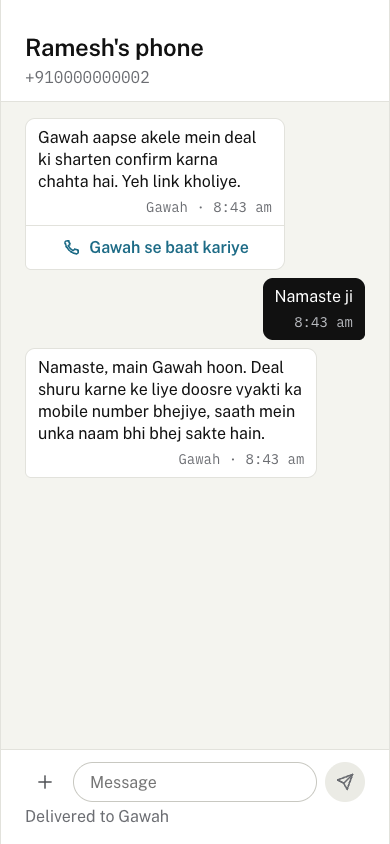 Ramesh's phone
+910000000002
Gawah aapse akele mein deal
ki sharten confirm karna
chahta hai. Yeh link kholiye.
Gawah · 8:43 am
Gawah se baat kariye
Namaste ji
8:43 am
Namaste, main Gawah hoon. Deal
shuru karne ke liye doosre vyakti ka
mobile number bhejiye, saath mein
unka naam bhi bhej sakte hain.
Gawah · 8:43 am
Message
Delivered to Gawah